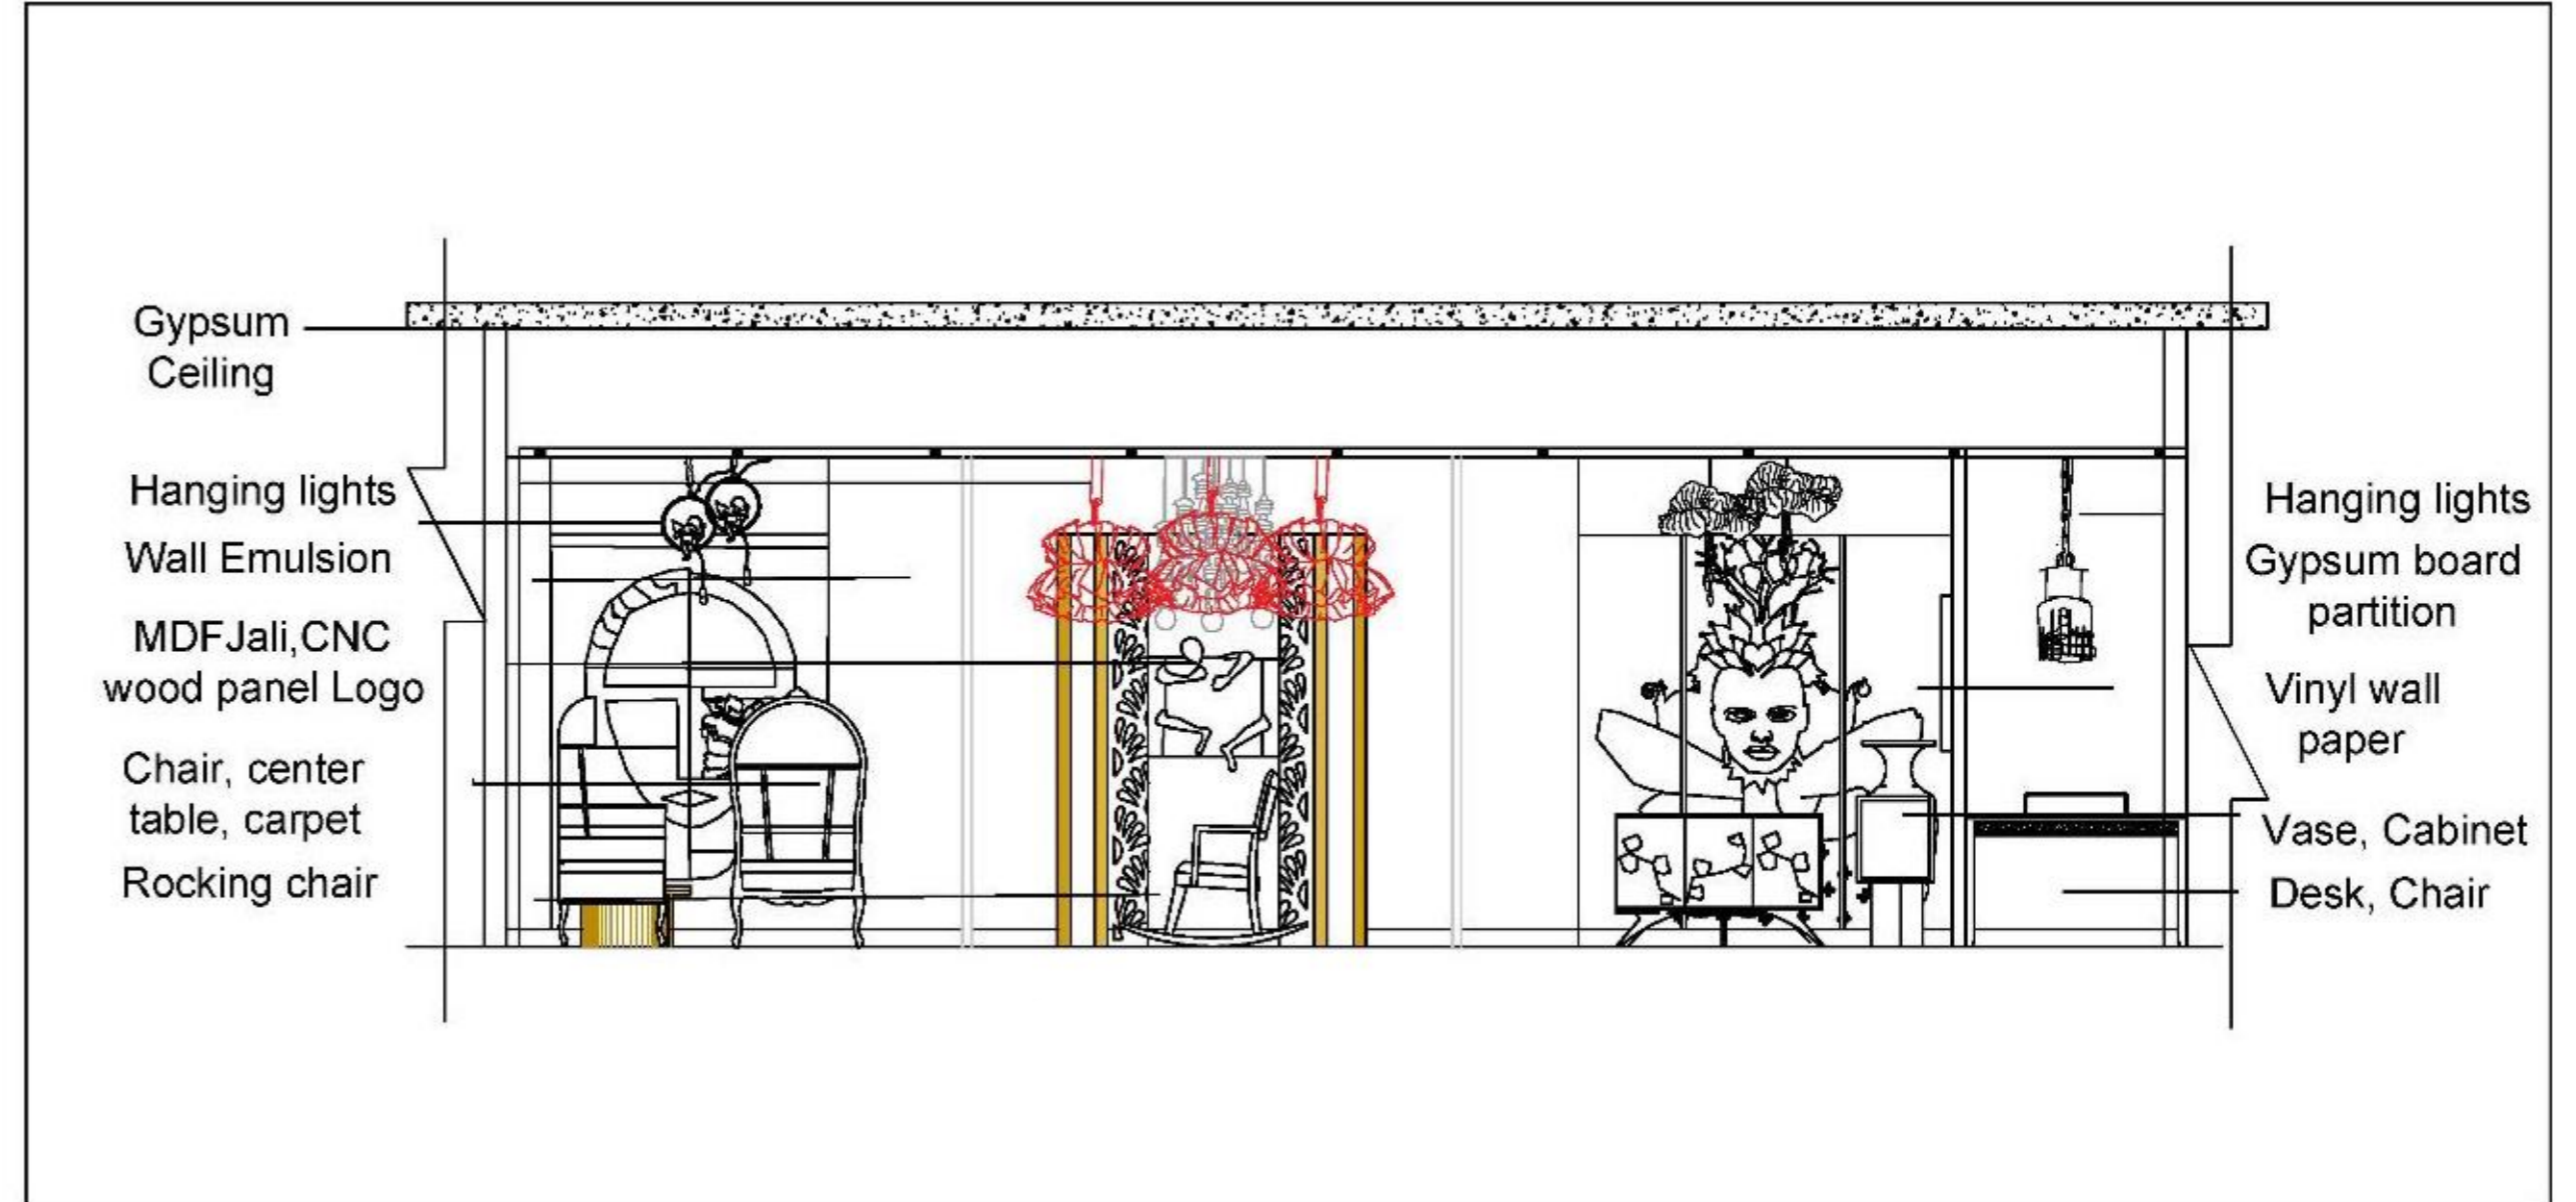 Gypsum
Ceiling
Hanging lights
Wall Emulsion
MDFJali,CNC
wood panel Logo
Chair, center
table, carpet
Rocking chair
Hanging lights
Gypsum board
partition
Vinyl wall
paper
Vase, Cabinet
Desk, Chair